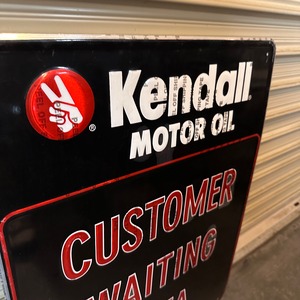 Kendall
® MOTOR OIL
CUSTOMER
WAITING